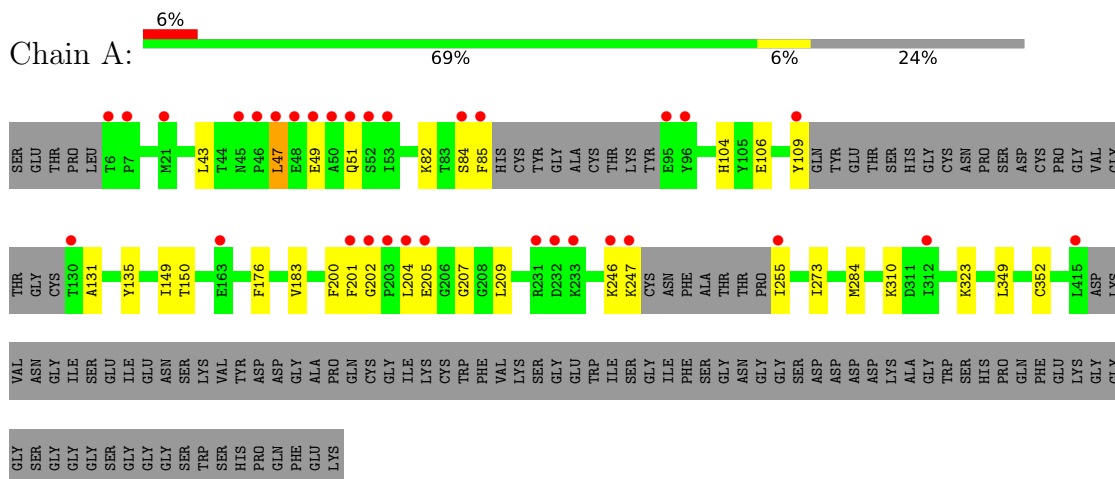 6%
Chain A:
69% 6% 24%
SER GLU THR PRO LEU T6 P7 M21 L43 T44 N45 P46 L47 E48 E49 A50 Q51 S52 I53 K82 T83 S84 F85 HIS CYS TYR GLY ALA CYS THR LYS TYR E95 Y96 H104 Y105 E106 Y109 GLN TYR GLU THR SER HIS GLY CYS ASN PRO SER ASP CYS PRO GLY VAL GLY
THR GLY CYS T130 A131 Y135 I149 T150 E163 F176 V183 F200 F201 G202 P203 L204 E205 G206 G207 G208 L209 R231 D232 K233 K246 K247 CYS ASN PHE ALA THR THR PRO I255 I273 M284 K310 D311 I312 K323 L349 C352 L415 ASP LYS
VAL ASN GLY ILE SER GLU ILE GLU ASN SER LYS VAL TYR ASP ASP GLY ALA PRO GLN CYS GLY ILE LYS CYS TRP PHE VAL LYS SER GLY GLU TRP ILE SER GLY ILE PHE SER GLY ASN GLY GLY SER ASP ASP ASP ASP LYS ALA GLY TRP SER HIS PRO GLN PHE GLU LYS GLY GLY
GLY SER GLY GLY GLY SER GLY GLY GLY SER TRP SER HIS PRO GLN PHE GLU LYS